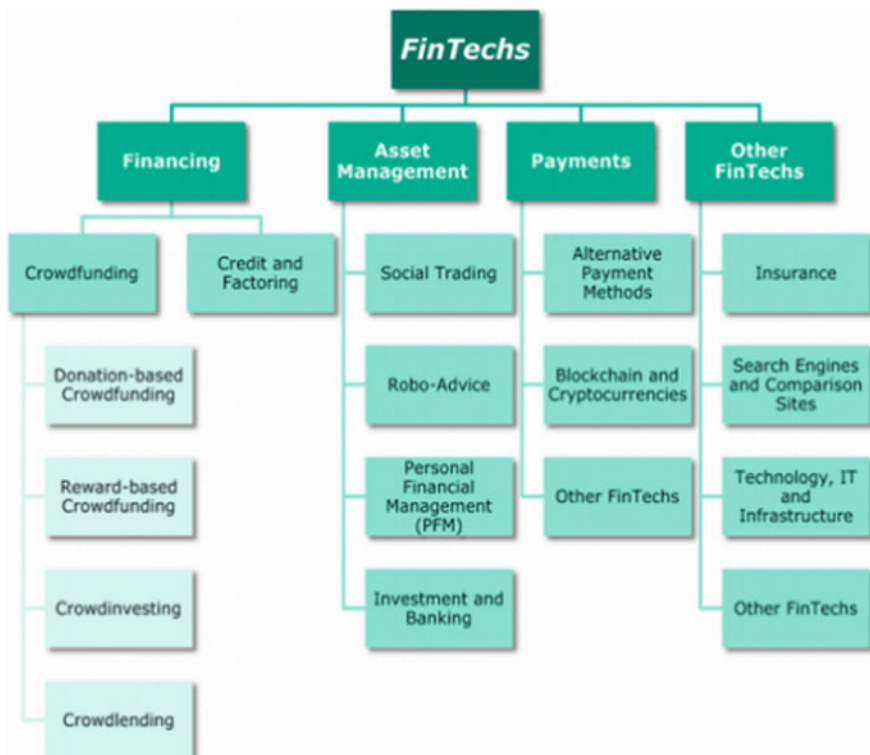 FinTechs
Financing
Asset
Management
Payments
Other
FinTechs
Crowdfunding
Credit and
Factoring
Social Trading
Alternative
Payment
Methods
Insurance
Donation-based
Crowdfunding
Robo-Advice
Blockchain and
Cryptocurrencies
Search Engines
and Comparison
Sites
Reward-based
Crowdfunding
Personal
Financial
Management
(PFM)
Other FinTechs
Technology, IT
and
Infrastructure
Crowdinvesting
Investment and
Banking
Other FinTechs
Crowdlending